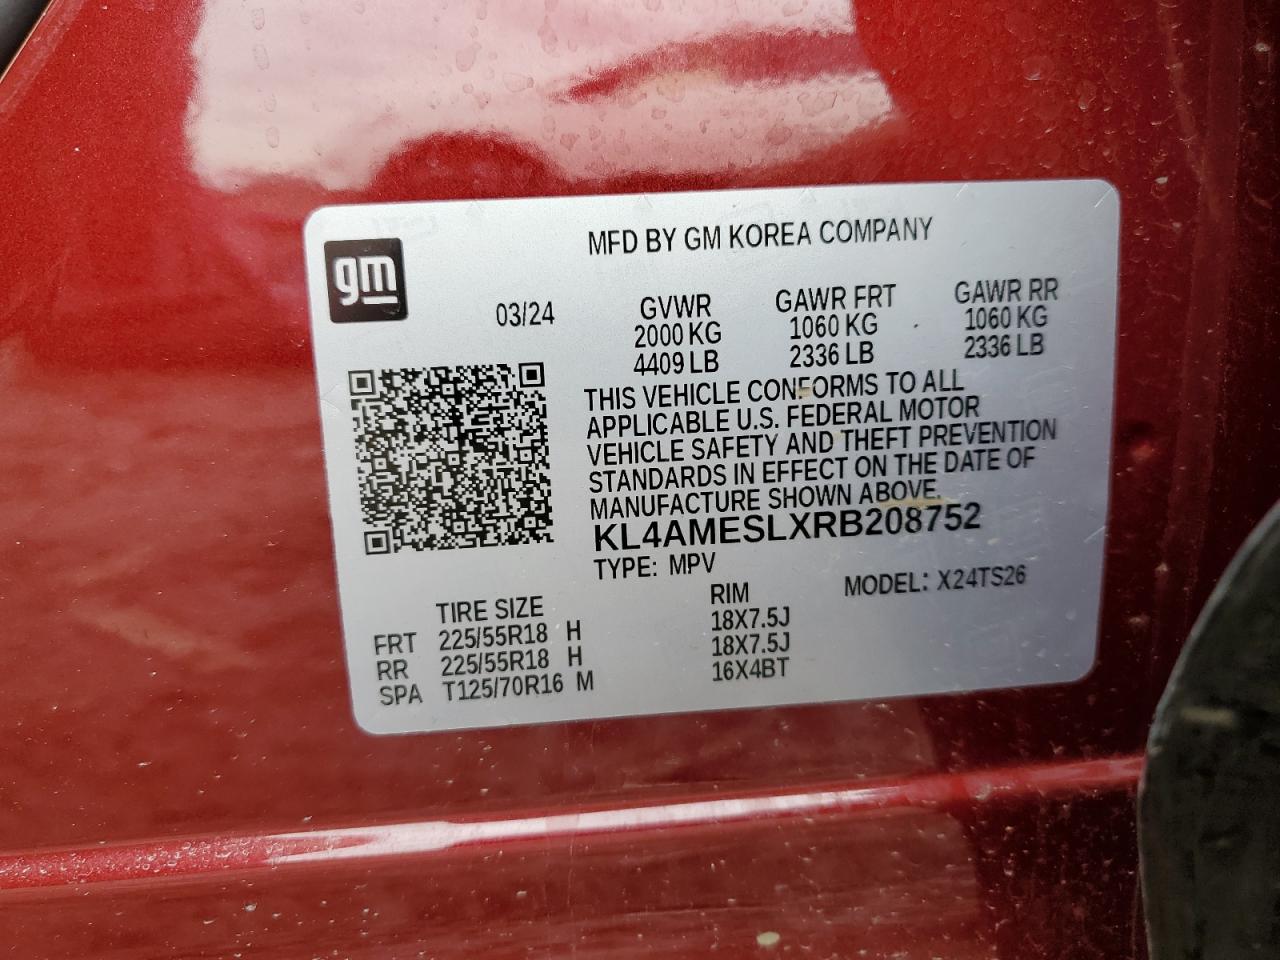 MFD BY GM KOREA COMPANY
gm
03/24 GVWR GAWR FRT GAWR RR
2000 KG 1060 KG 1060 KG
4409 LB 2336 LB 2336 LB
THIS VEHICLE CONFORMS TO ALL
APPLICABLE U.S. FEDERAL MOTOR
VEHICLE SAFETY AND THEFT PREVENTION
STANDARDS IN EFFECT ON THE DATE OF
MANUFACTURE SHOWN ABOVE.
KL4AMESLXRB208752
TYPE: MPV MODEL: X24TS26
TIRE SIZE RIM
FRT 225/55R18 H 18X7.5J
RR 225/55R18 H 18X7.5J
SPA T125/70R16 M 16X4BT